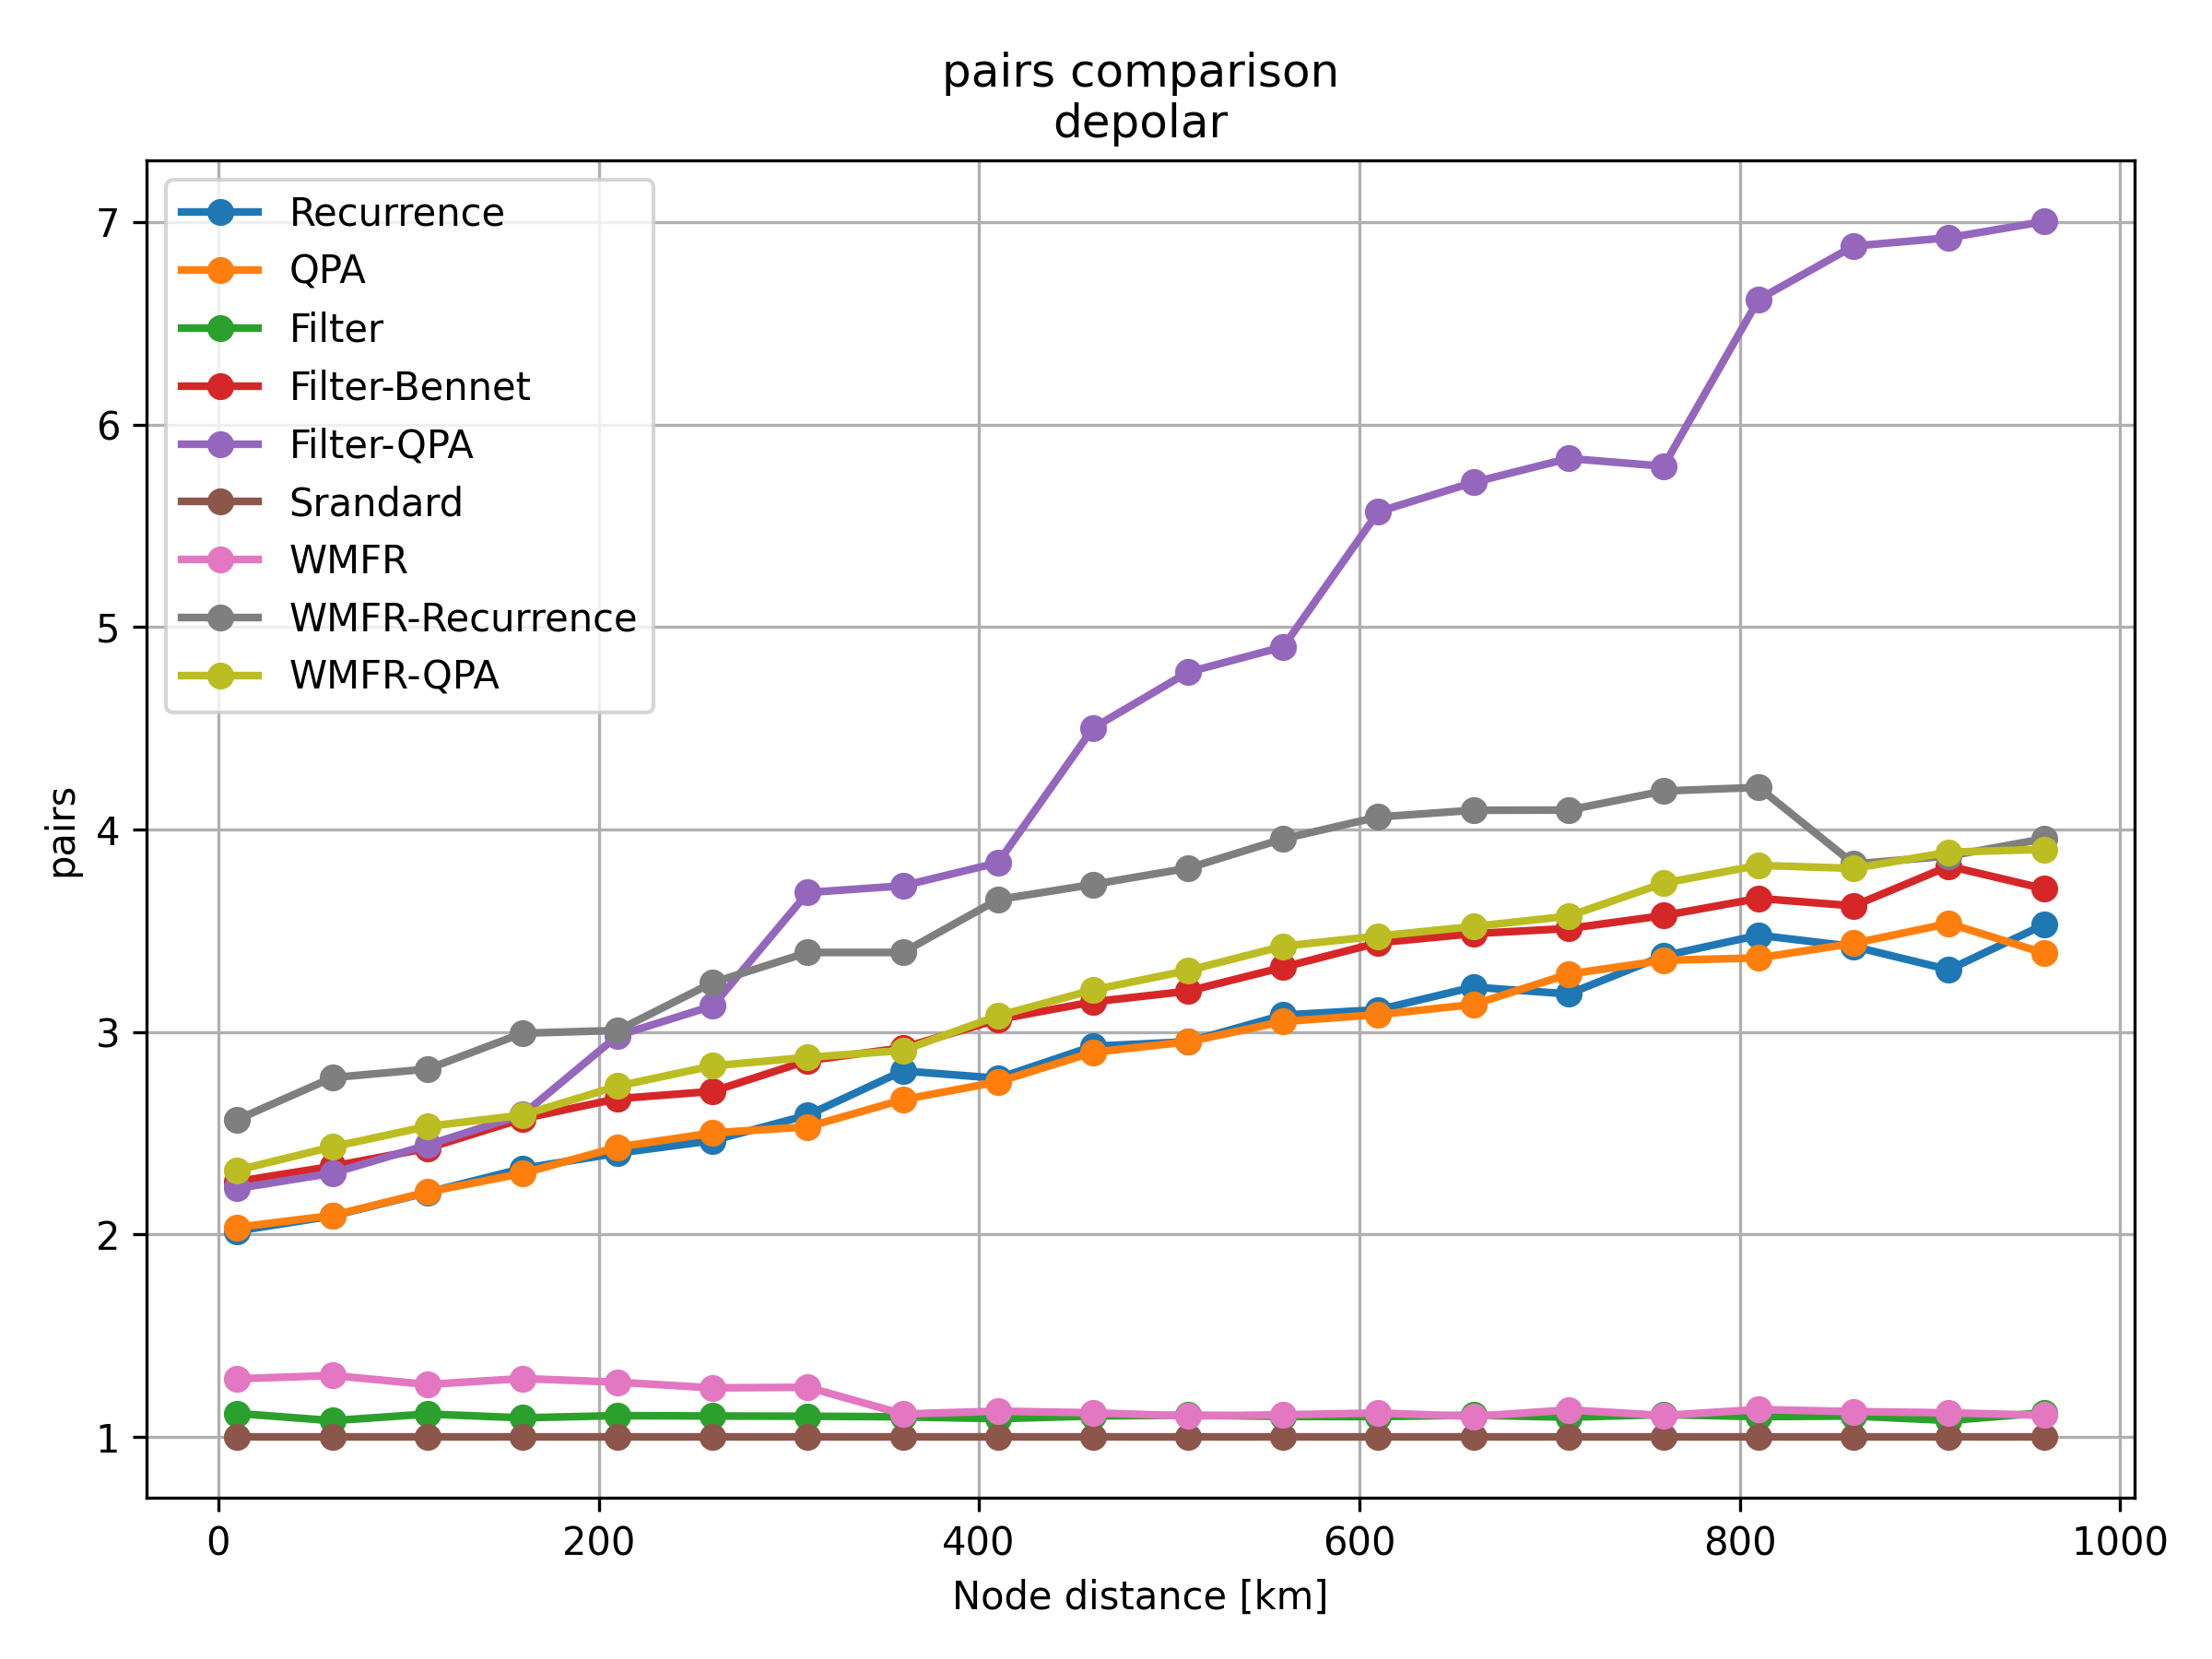 pairs comparison
depolar
Recurrence
QPA
Filter
Filter-Bennet
Filter-QPA
Srandard
WMFR
WMFR-Recurrence
WMFR-QPA
7
6
5
4
3
2
1
pairs
0 200 400 600 800 1000
Node distance [km]